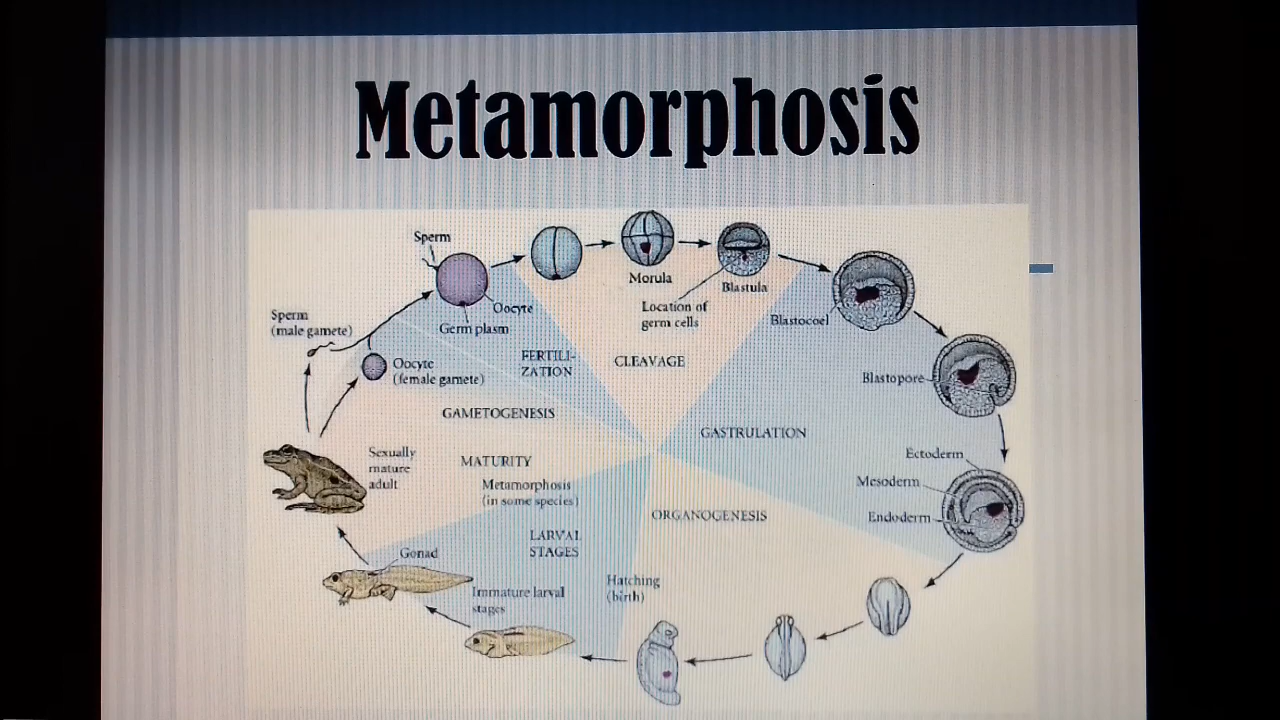 Metamorphosis
Sperm
Oocyte
Germ plasm
Morula
Location of
germ cells
Blastula
Blastocoel
Blastopore
Ectoderm
Mesoderm
Endoderm
Sperm
(male gamete)
Oocyte
(female gamete)
FERTILI-
ZATION
CLEAVAGE
GASTRULATION
GAMETOGENESIS
MATURITY
Sexually
mature
adult
Metamorphosis
(in some species)
ORGANOGENESIS
LARVAL
STAGES
Gonad
Immature larval
stages
Hatching
(birth)